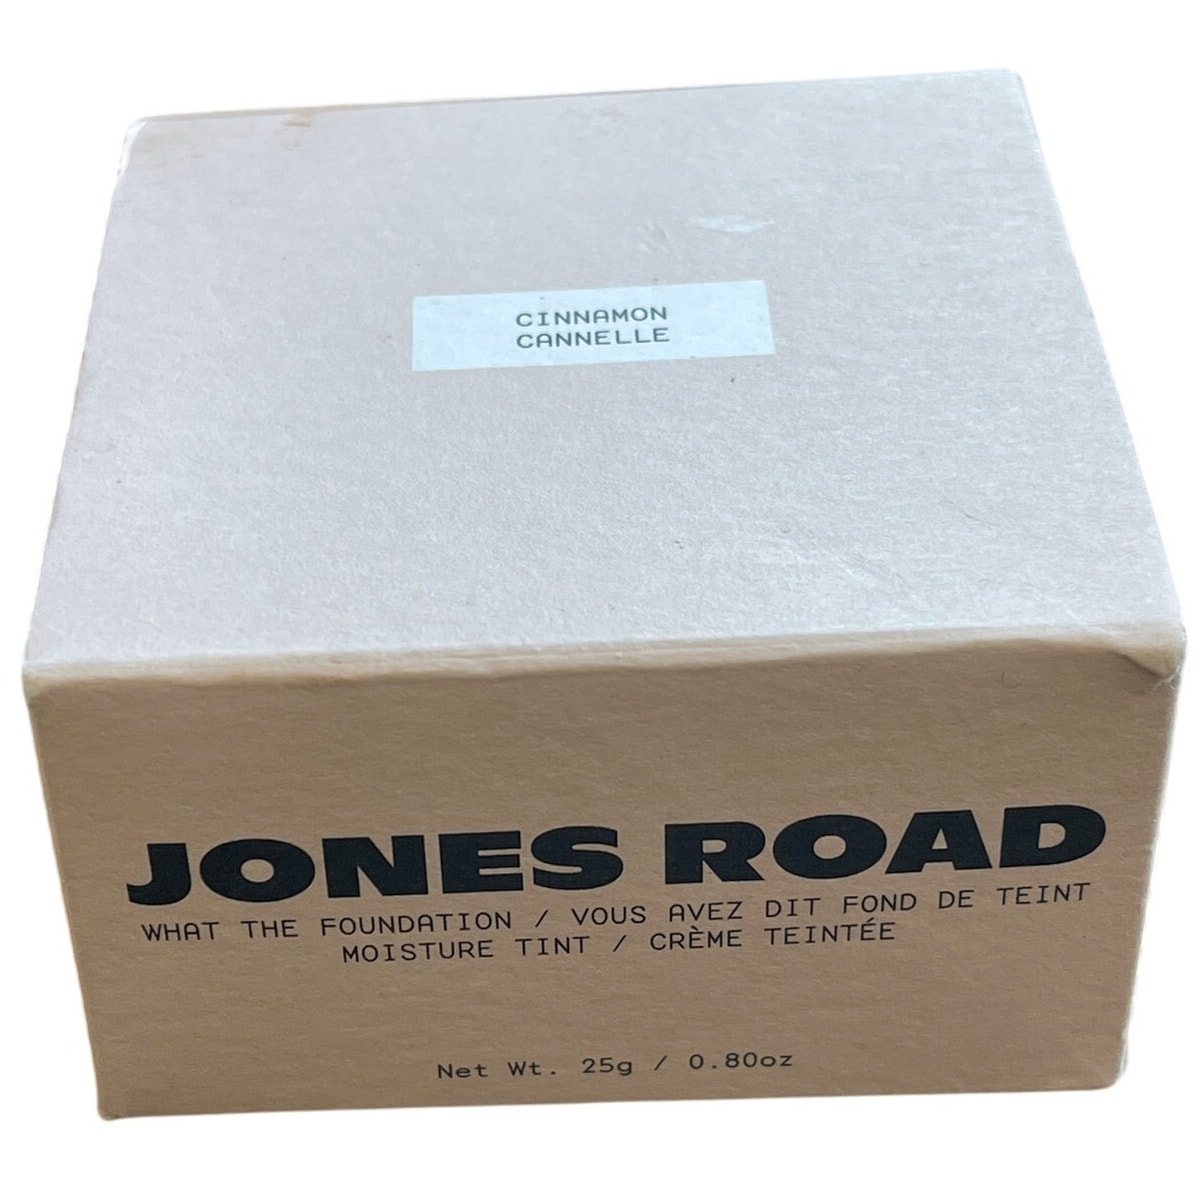 CINNAMON
CANNELLE
JONES ROAD
WHAT THE FOUNDATION / VOUS AVEZ DIT FOND DE TEINT
MOISTURE TINT / CRÈME TEINTÉE
Net Wt. 25g / 0.80oz